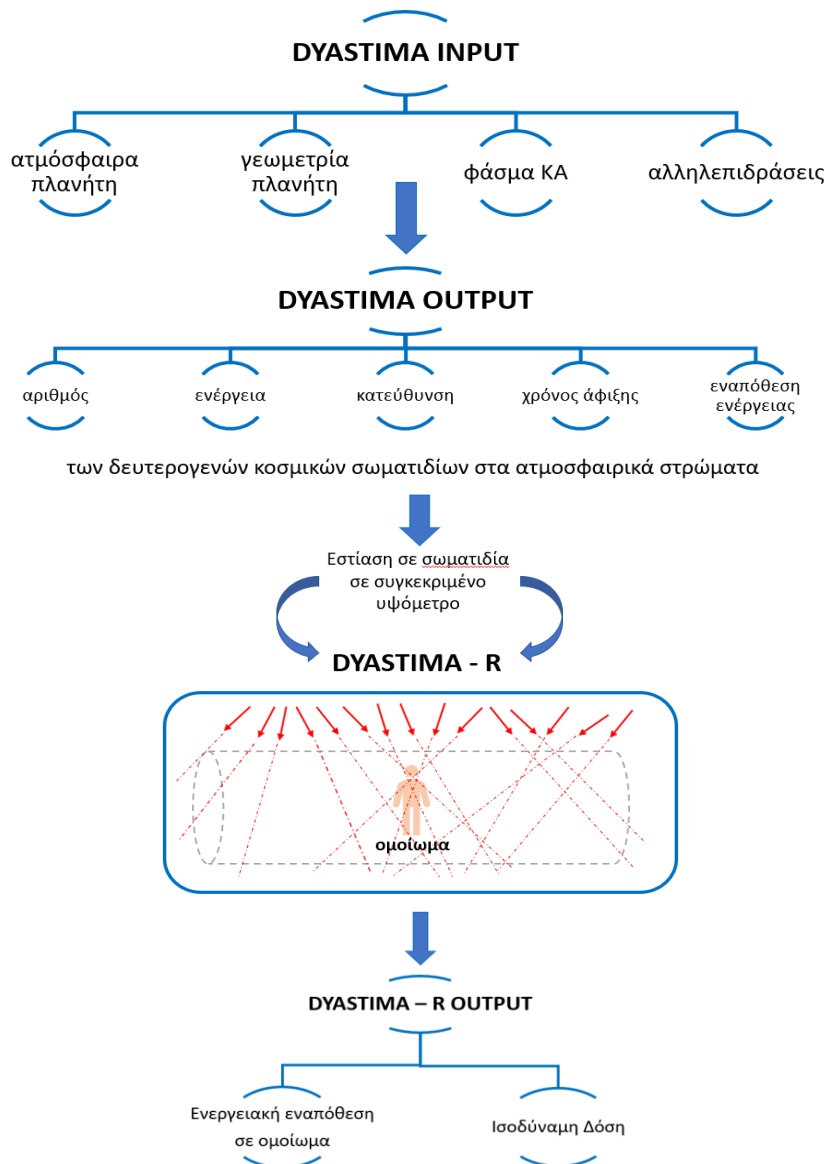 DYASTIMA INPUT
ατμόσφαιρα
πλανήτη
γεωμετρία
πλανήτη
φάσμα ΚΑ
αλληλεπιδράσεις
DYASTIMA OUTPUT
αριθμός
ενέργεια
κατεύθυνση
χρόνος άφιξης
εναπόθεση
ενέργειας
των δευτερογενών κοσμικών σωματιδίων στα ατμοσφαιρικά στρώματα
Εστίαση σε σωματιδία
σε συγκεκριμένο
υψόμετρο
DYASTIMA - R
ομοίωμα
DYASTIMA – R OUTPUT
Ενεργειακή εναπόθεση
σε ομοίωμα
Ισοδύναμη Δόση